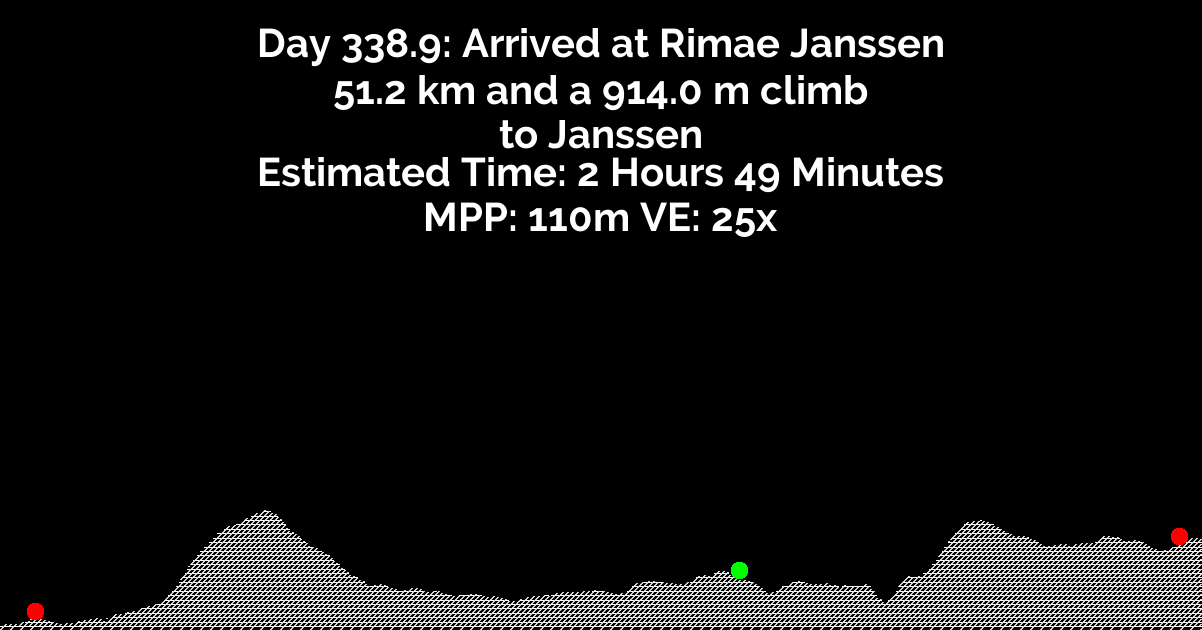 Day 338.9: Arrived at Rimae Janssen
51.2 km and a 914.0 m climb
to Janssen
Estimated Time: 2 Hours 49 Minutes
MPP: 110m VE: 25x